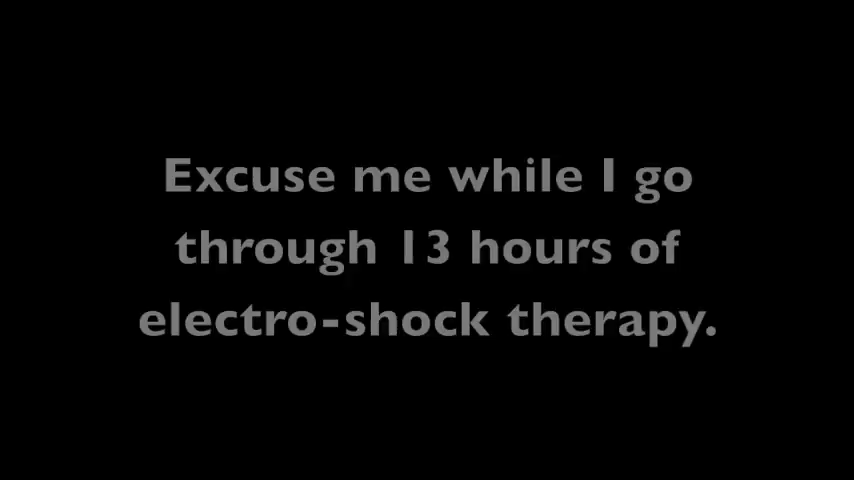 Excuse me while I go
through 13 hours of
electro-shock therapy.